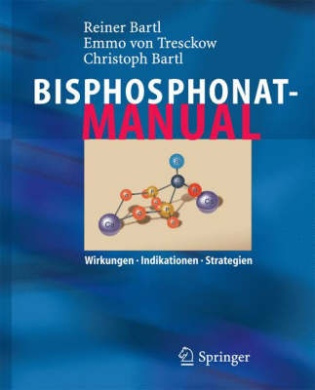 Reiner Bartl
Emmo von Tresckow
Christoph Bartl
BISPHOSPHONAT-
MANUAL
Wirkungen · Indikationen · Strategien
Springer